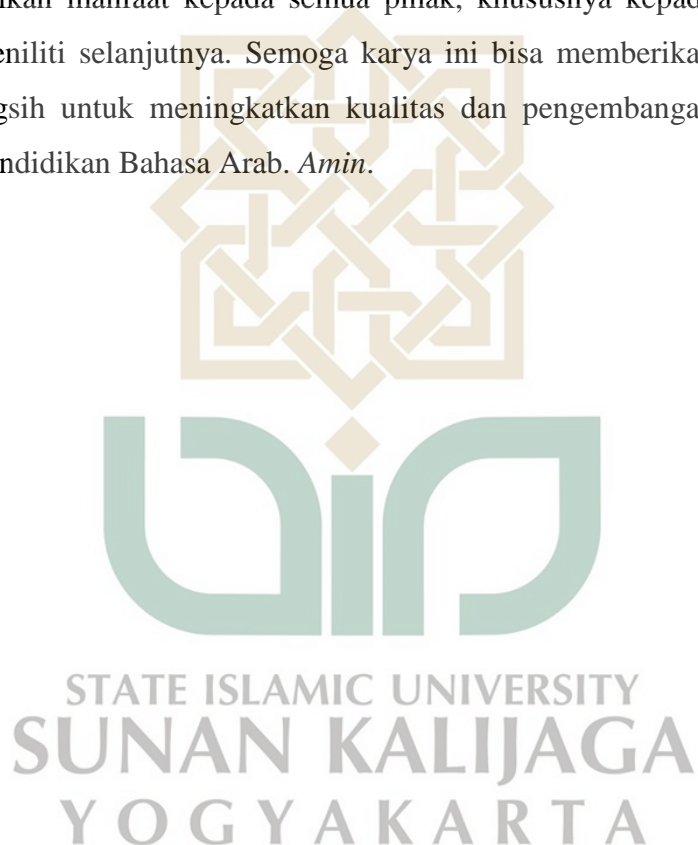 ikan manfaat kepada semua pihak, khususnya kepad
eniliti selanjutnya. Semoga karya ini bisa memberika
gsih untuk meningkatkan kualitas dan pengembanga
ndidikan Bahasa Arab. Amin.
uin
STATE ISLAMIC UNIVERSITY
SUNAN KALIJAGA
YOGYAKARTA